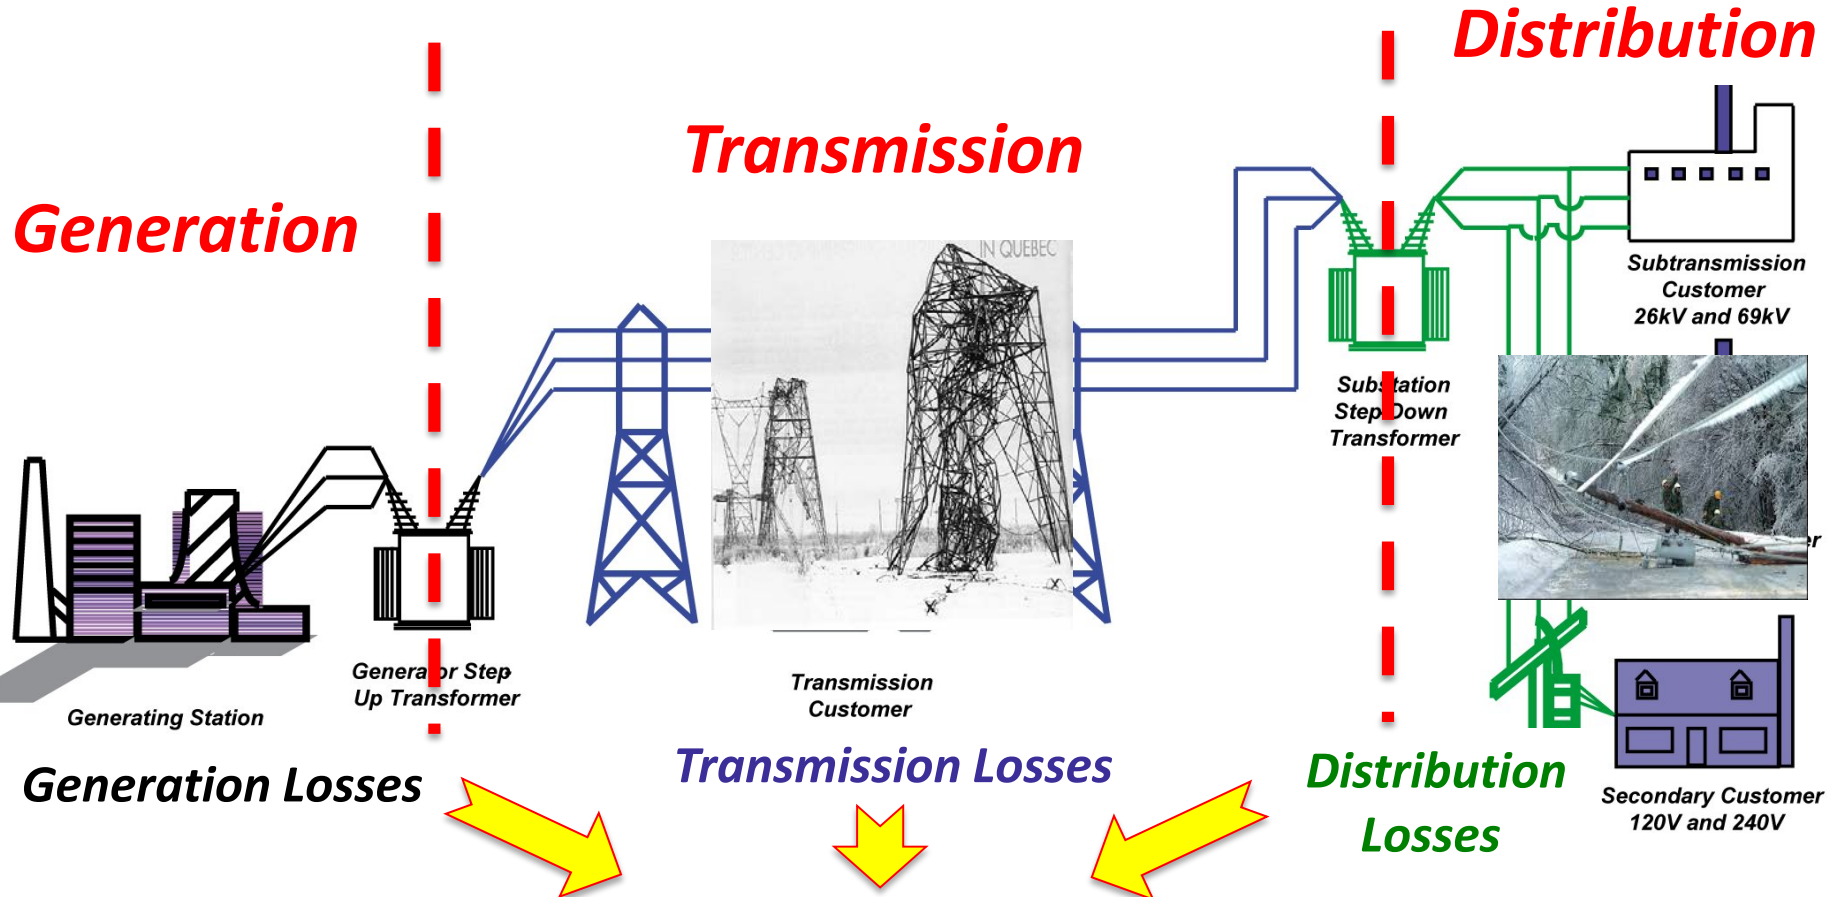 Distribution
Transmission
Generation
IN QUEBEC
Subtransmission
Customer
26kV and 69kV
Substation
Step Down
Transformer
Generator Step
Up Transformer
Generating Station
Transmission
Customer
Generation Losses
Transmission Losses
Distribution
Losses
Secondary Customer
120V and 240V